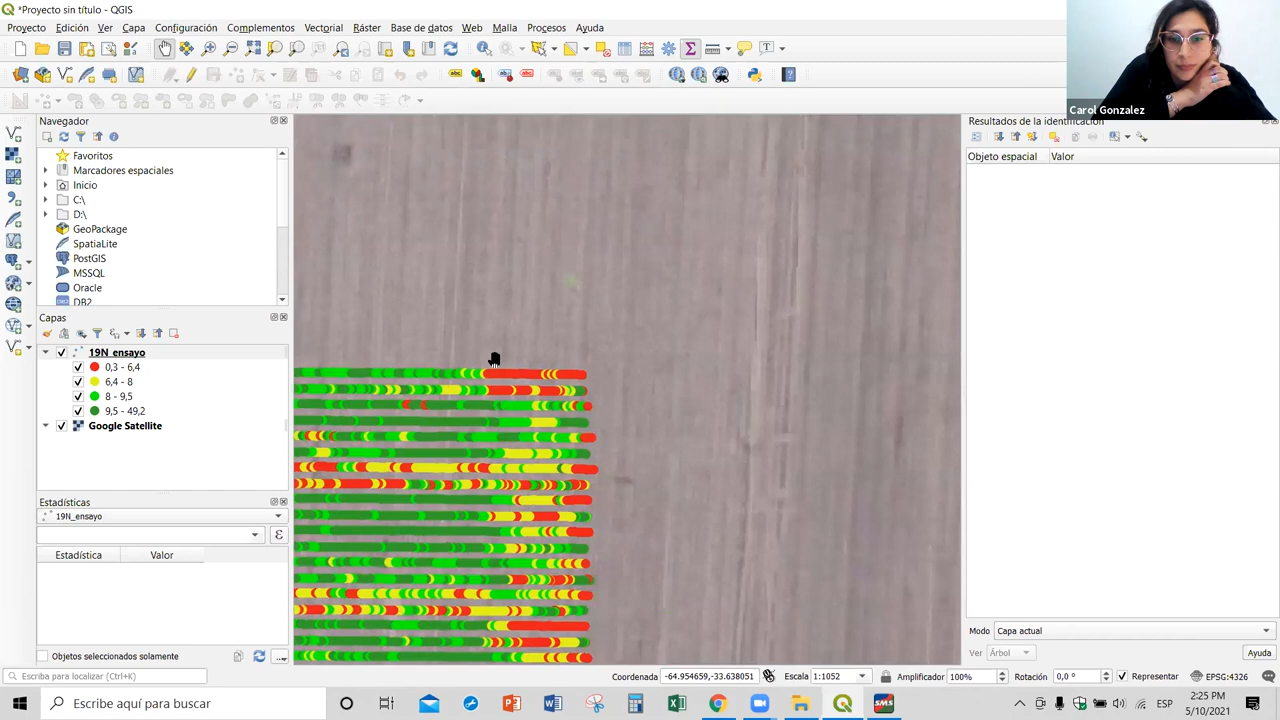 *Proyecto sin título - QGIS
Proyecto Edición Ver Capa Configuración Complementos Vectorial Ráster Base de datos Web Malla Procesos Ayuda
Carol Gonzalez
Navegador
Favoritos
Marcadores espaciales
Inicio
C:\
D:\
GeoPackage
SpatiaLite
PostGIS
MSSQL
Oracle
DB2
Capas
19N_ensayo
0,3 - 6,4
6,4 - 8
8 - 9,5
9,5 - 49,2
Google Satellite
Estadísticas
19N_ensayo
Estadística Valor
Objetos seleccionados solamente
Resultados de la identificación
Objeto espacial Valor
Modo Capa actual
Ver Árbol Ayuda
Escriba para localizar (Ctrl+K)
Coordenada -64.954659,-33.638051 Escala 1:1052 Amplificador 100% Rotación 0,0 ° Representar EPSG:4326
Escribe aquí para buscar
SMS
ESP
2:25 PM
5/10/2021